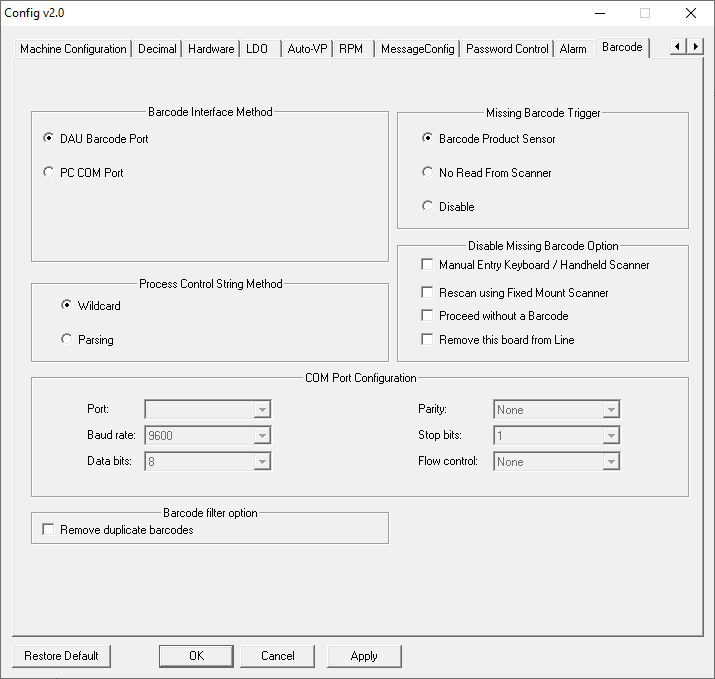 Config v2.0
Machine Configuration Decimal Hardware LDO Auto-VP RPM MessageConfig Password Control Alarm Barcode
Barcode Interface Method
DAU Barcode Port
PC COM Port
Missing Barcode Trigger
Barcode Product Sensor
No Read From Scanner
Disable
Process Control String Method
Wildcard
Parsing
Disable Missing Barcode Option
Manual Entry Keyboard / Handheld Scanner
Rescan using Fixed Mount Scanner
Proceed without a Barcode
Remove this board from Line
COM Port Configuration
Port:
Baud rate: 9600
Data bits: 8
Parity: None
Stop bits: 1
Flow control: None
Barcode filter option
Remove duplicate barcodes
Restore Default OK Cancel Apply